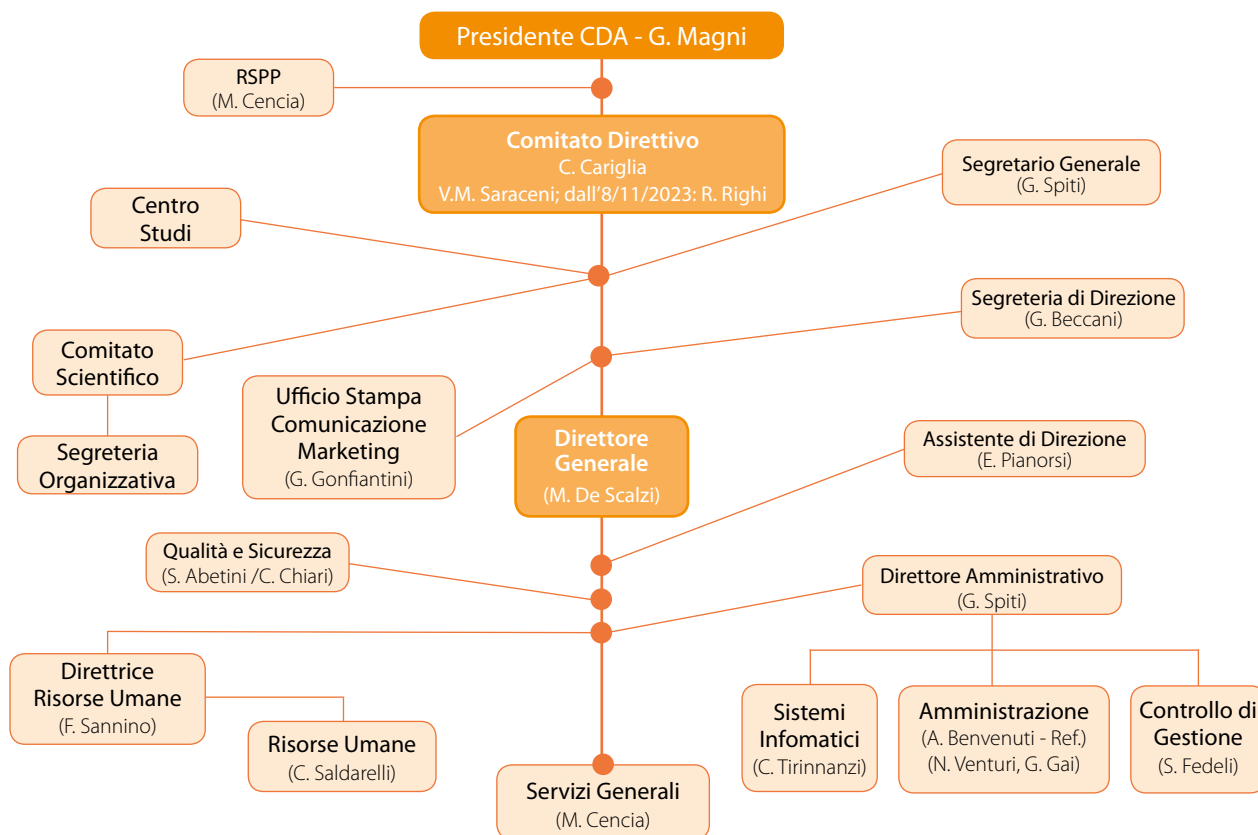 Presidente CDA - G. Magni
RSPP
(M. Cencia)
Comitato Direttivo
C. Cariglia
V.M. Saraceni; dall'8/11/2023: R. Righi
Segretario Generale
(G. Spiti)
Centro
Studi
Segreteria di Direzione
(G. Beccani)
Comitato
Scientifico
Ufficio Stampa
Comunicazione
Marketing
(G. Gonfiantini)
Segreteria
Organizzativa
Direttore
Generale
(M. De Scalzi)
Assistente di Direzione
(E. Pianorsi)
Qualità e Sicurezza
(S. Abetini /C. Chiari)
Direttore Amministrativo
(G. Spiti)
Direttrice
Risorse Umane
(F. Sannino)
Risorse Umane
(C. Saldarelli)
Servizi Generali
(M. Cencia)
Sistemi
Infomatici
(C. Tirinnanzi)
Amministrazione
(A. Benvenuti - Ref.)
(N. Venturi, G. Gai)
Controllo di
Gestione
(S. Fedeli)